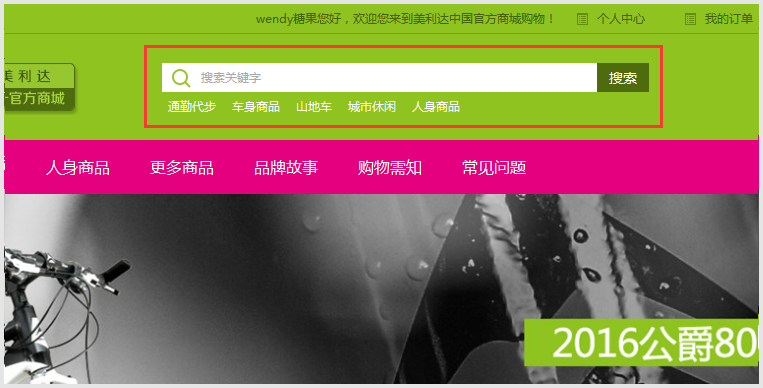 wendy糖果您好，欢迎您来到美利达中国官方商城购物！ 个人中心 我的订单
美利达
官方商城
搜索关键字 搜索
通勤代步 车身商品 山地车 城市休闲 人身商品
人身商品 更多商品 品牌故事 购物需知 常见问题
2016公爵80